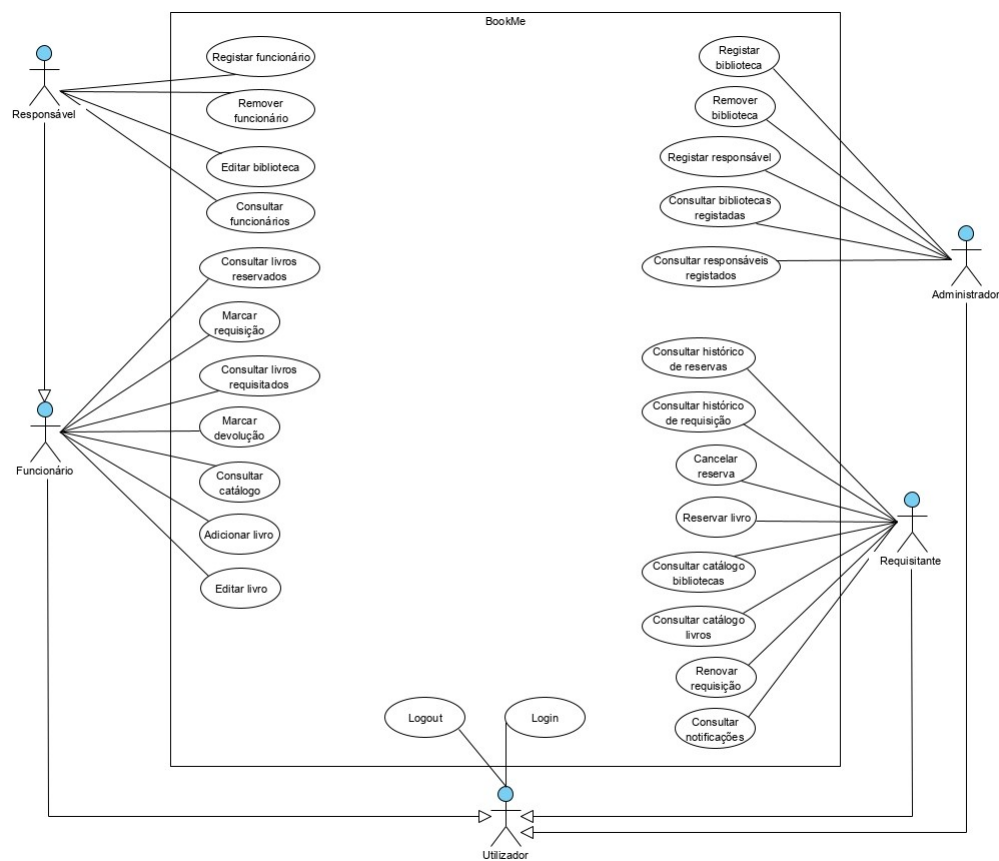 BookMe
Responsável
Registar funcionário
Remover
funcionário
Editar biblioteca
Consultar
funcionários
Consultar livros
reservados
Marcar
requisição
Consultar livros
requisitados
Marcar
devolução
Consultar
catálogo
Adicionar livro
Editar livro
Funcionário
Registar
biblioteca
Remover
biblioteca
Registar responsável
Consultar bibliotecas
registadas
Consultar responsáveis
registados
Administrador
Consultar histórico
de reservas
Consultar histórico
de requisição
Cancelar
reserva
Reservar livro
Consultar catálogo
bibliotecas
Consultar catálogo
livros
Renovar
requisição
Consultar
notificações
Requisitante
Logout
Login
Utilizador